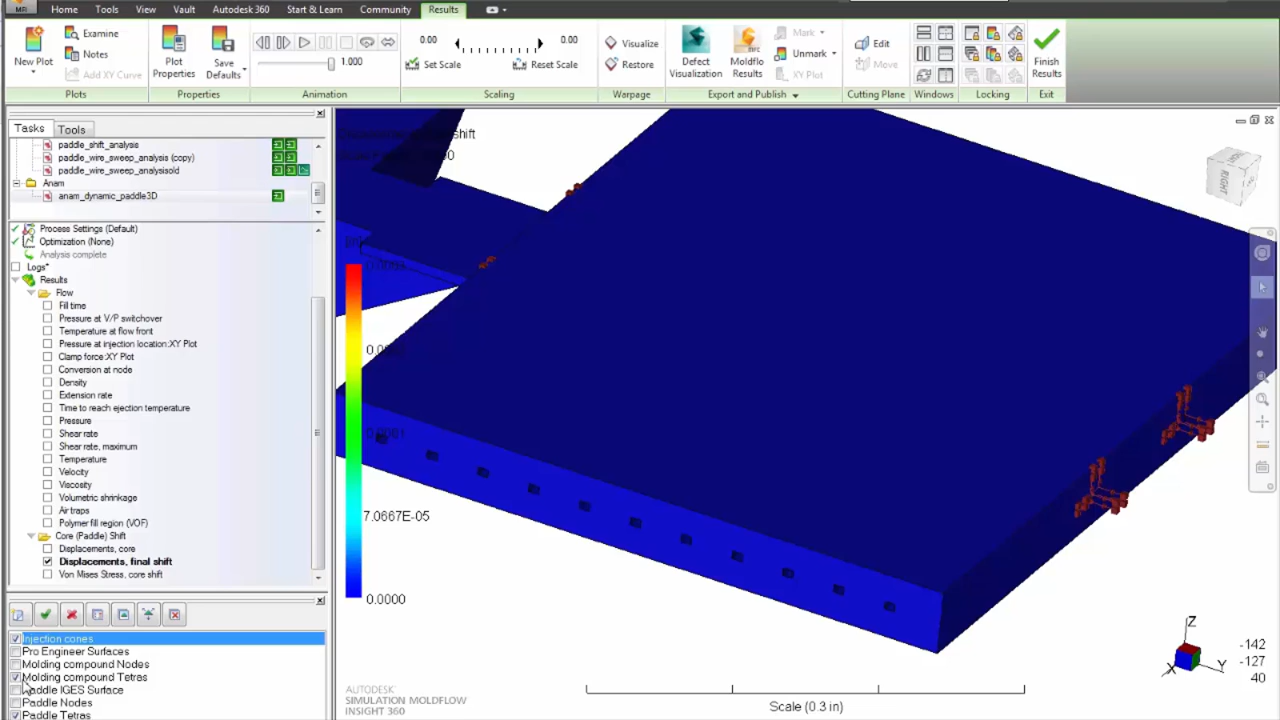 Home Tools View Vault Autodesk 360 Start & Learn Community Results
New Plot
Examine
Notes
Add XY Curve
Plots
Plot Properties
Save Defaults
Properties
1.000
Animation
0.00 0.00
Set Scale Reset Scale
Scaling
Visualize
Restore
Warpage
Defect Visualization
Moldflo Results
Mark
Unmark
XY Plot
Export and Publish
Edit
Move
Cutting Plane
Windows
Locking
Finish Results
Exit
Tasks Tools
paddle_shift_analysis
paddle_wire_sweep_analysis (copy)
paddle_wire_sweep_analysisold
Anam
anam_dynamic_paddle3D
Process Settings (Default)
Optimization (None)
Analysis complete
Logs*
Results
Flow
Fill time
Pressure at V/P switchover
Temperature at flow front
Pressure at injection location:XY Plot
Clamp force:XY Plot
Conversion at node
Density
Extension rate
Time to reach ejection temperature
Pressure
Shear rate
Shear rate, maximum
Temperature
Velocity
Viscosity
Volumetric shrinkage
Air traps
Polymer fill region (VOF)
Core (Paddle) Shift
Displacements, core
Displacements, final shift
Von Mises Stress, core shift
Injection cones
Pro Engineer Surfaces
Molding compound Nodes
Molding compound Tetras
Paddle IGES Surface
Paddle Nodes
Paddle Tetras
shift
[in]
0.0003
0.0001
7.0667E-05
0.0000
RIGHT
Z
Y
X
-142
-127
40
AUTODESK
SIMULATION MOLDFLOW
INSIGHT 360
Scale (0.3 in)